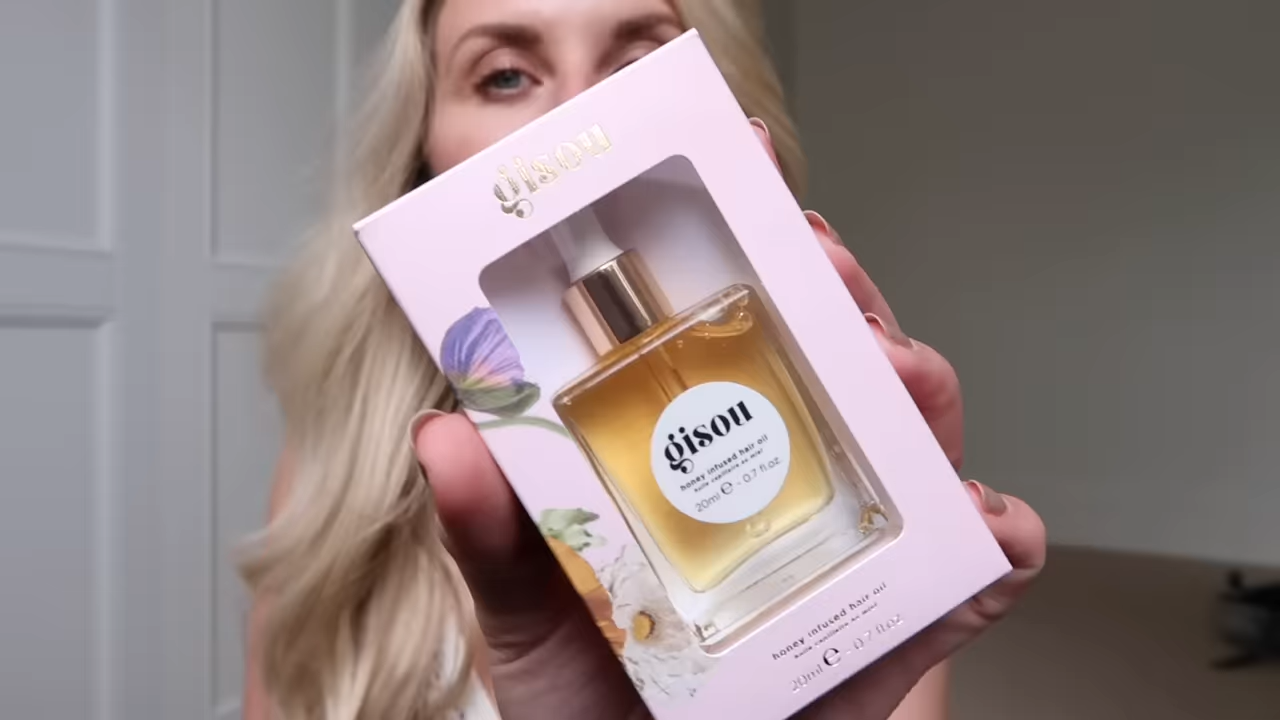 gisou
gisou
honey infused hair oil
huile capillaire au miel
20ml ℮ - 0.7 fl.oz.
honey infused hair oil
huile capillaire au miel
20ml ℮ - 0.7 fl.oz